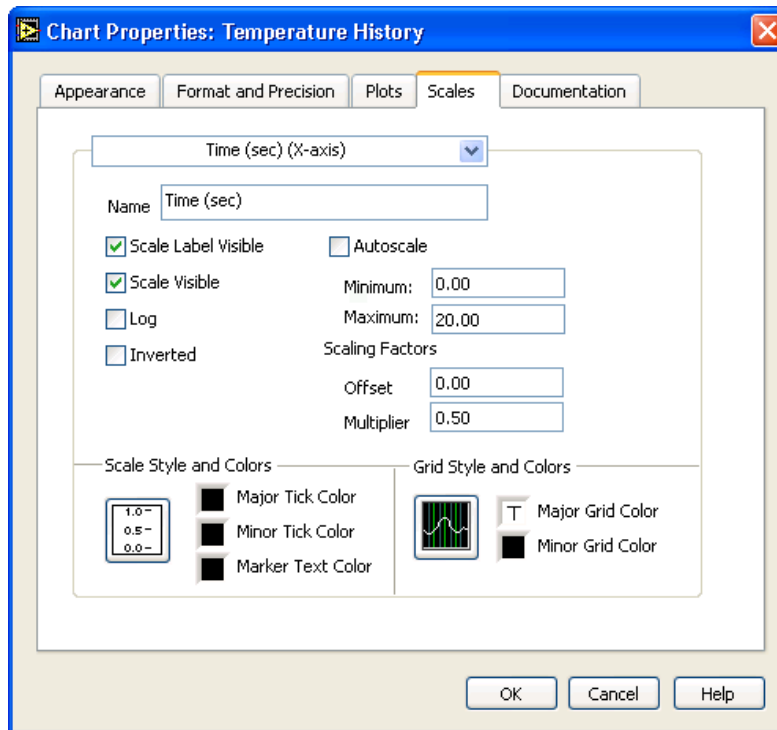 Chart Properties: Temperature History
Appearance Format and Precision Plots Scales Documentation
Time (sec) (X-axis)
Name Time (sec)
Scale Label Visible Autoscale
Scale Visible Minimum: 0.00
Log Maximum: 20.00
Inverted Scaling Factors
Offset 0.00
Multiplier 0.50
Scale Style and Colors Grid Style and Colors
1.0
0.5
0.0
Major Tick Color T Major Grid Color
Minor Tick Color Minor Grid Color
Marker Text Color
OK Cancel Help